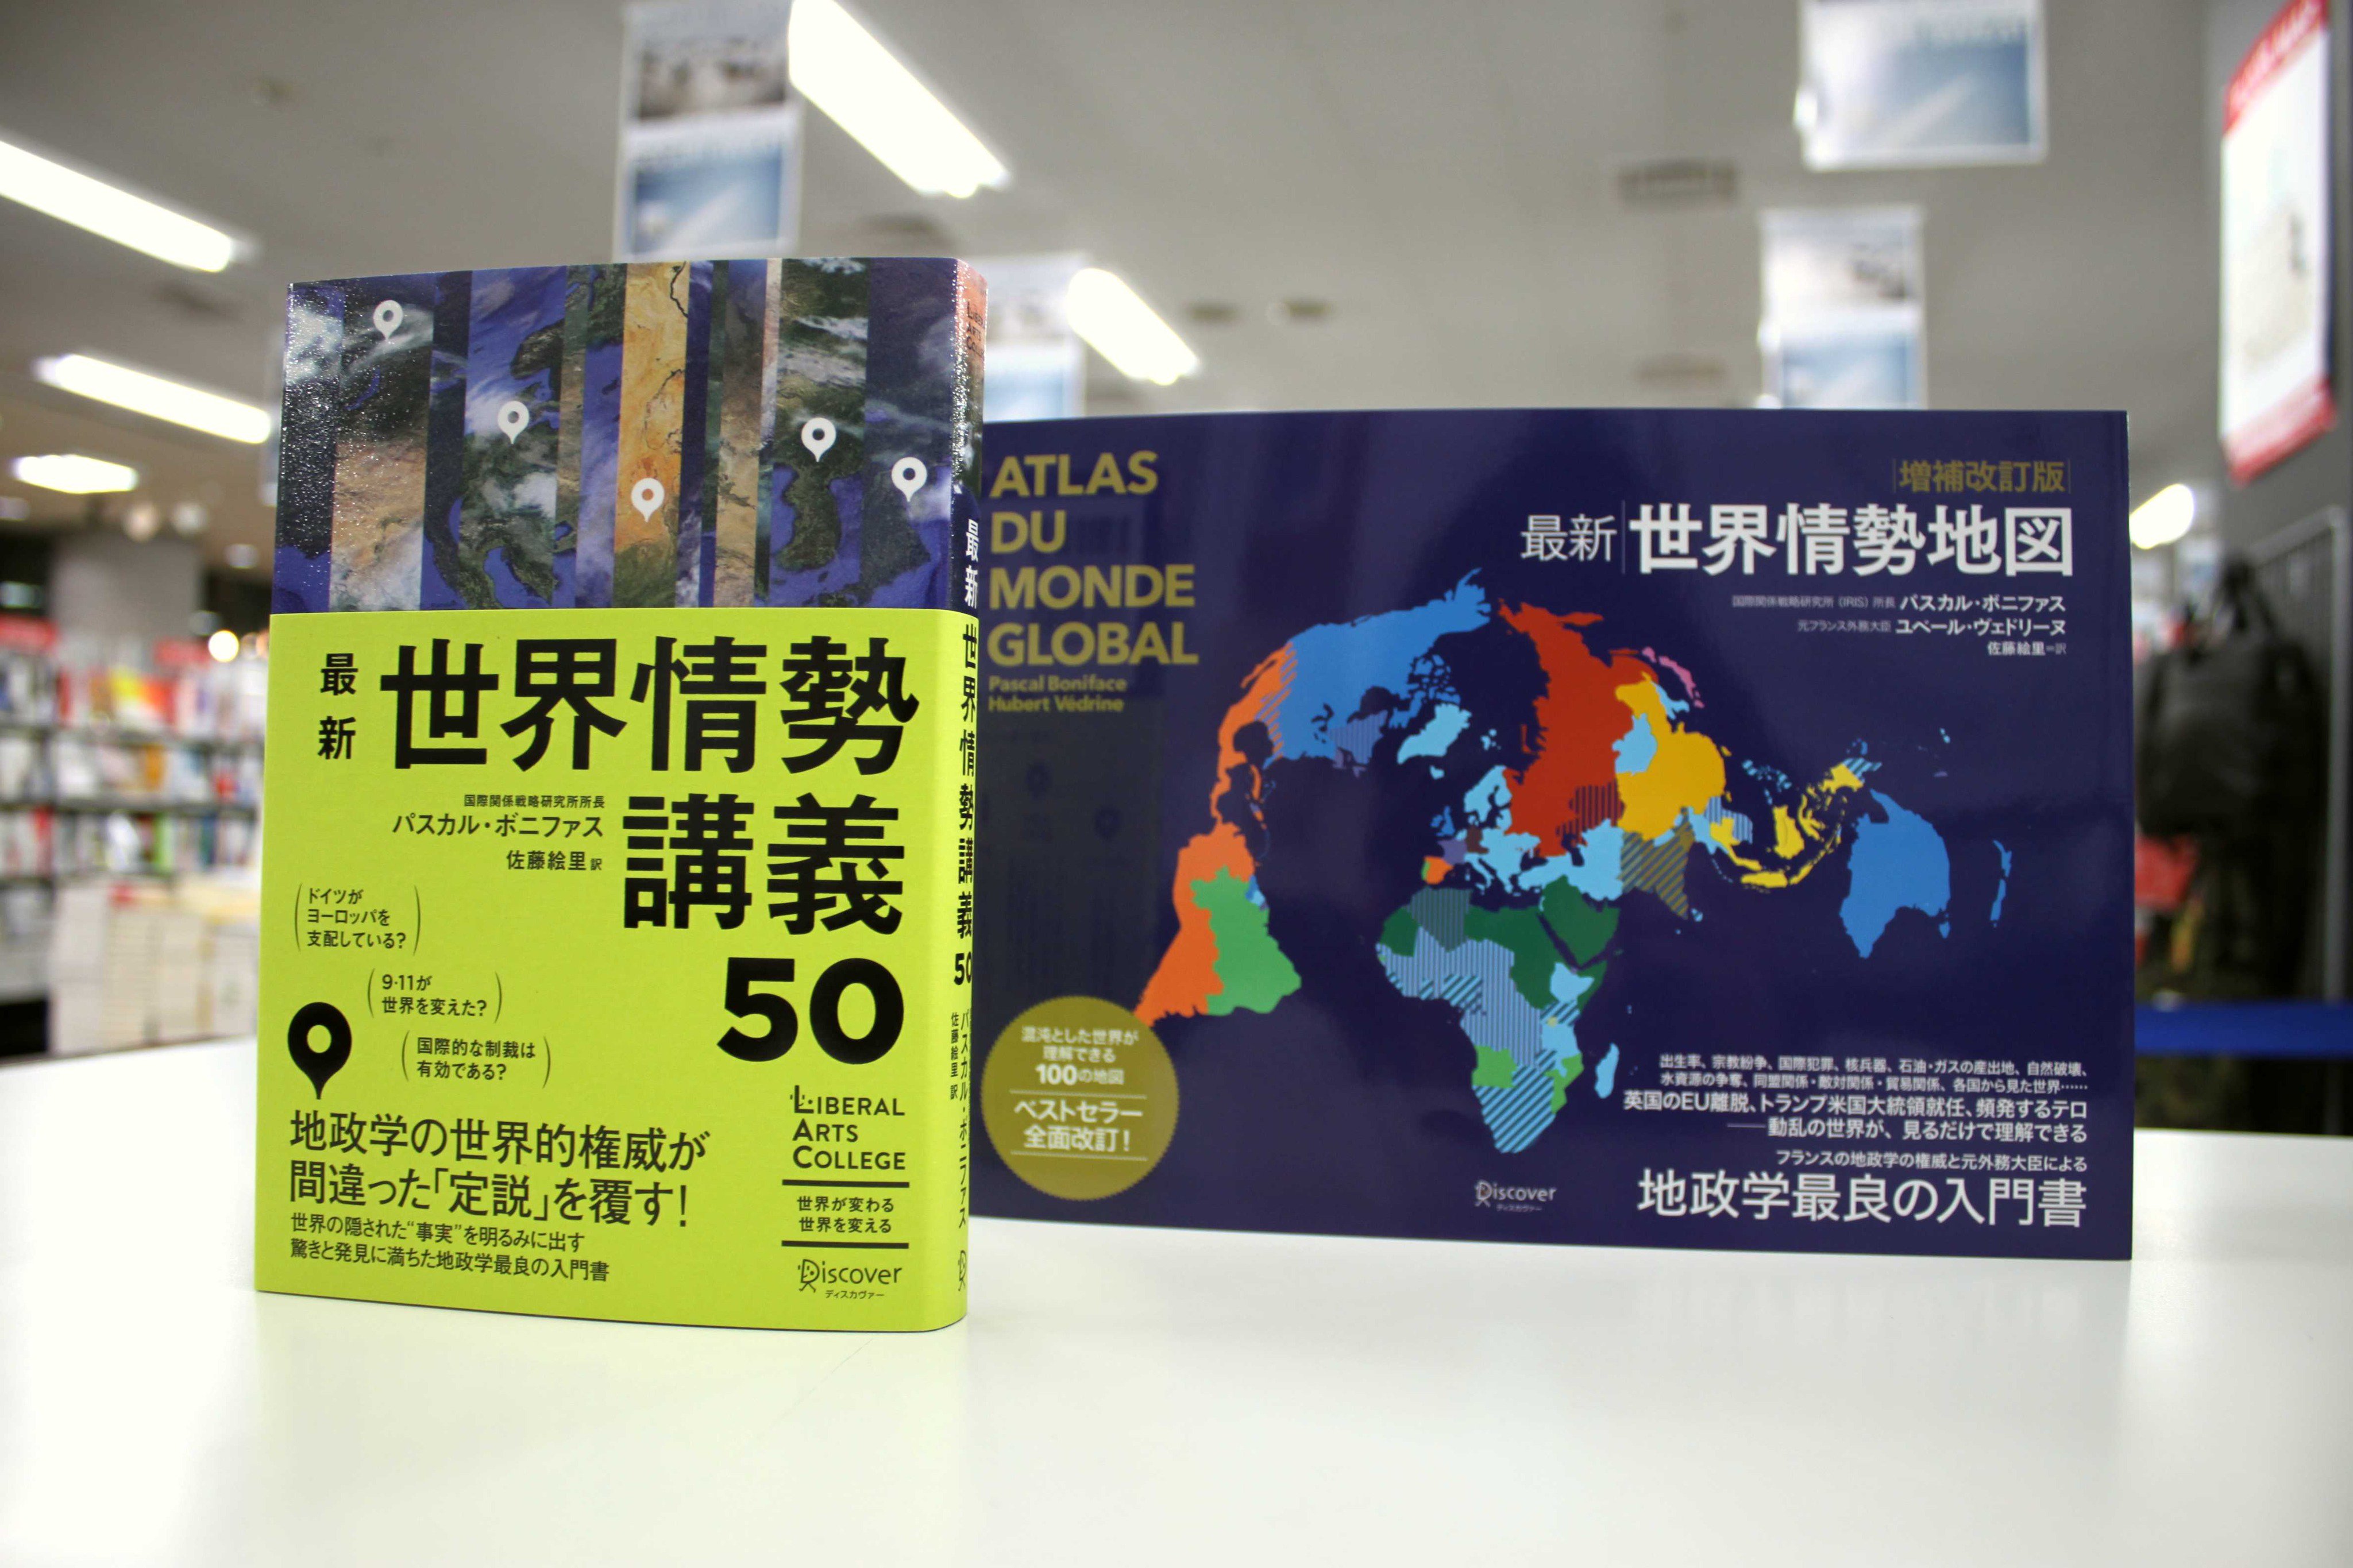 最新
世界情勢
講義
50
国際関係戦略研究所所長
パスカル・ボニファス
佐藤絵里 訳
ドイツが
ヨーロッパを
支配している?
9・11が
世界を変えた?
国際的な制裁は
有効である?
地政学の世界的権威が
間違った「定説」を覆す!
世界の隠された“事実”を明るみに出す
驚きと発見に満ちた地政学最良の入門書
LIBERAL
ARTS
COLLEGE
世界が変わる
世界を変える
Discover
ディスカヴァー
最新 世界情勢講義 50 パスカル・ボニファス
佐藤絵里 訳
ATLAS
DU
MONDE
GLOBAL
Pascal Boniface
Hubert Védrine
増補改訂版
最新 世界情勢地図
国際関係戦略研究所(IRIS)所長 パスカル・ボニファス
元フランス外務大臣 ユベール・ヴェドリーヌ
佐藤絵里=訳
混沌とした世界が
理解できる
100の地図
ベストセラー
全面改訂!
出生率、宗教紛争、国際犯罪、核兵器、石油・ガスの産出地、自然破壊、
水資源の争奪、同盟関係・敵対関係・貿易関係、各国から見た世界……
英国のEU離脱、トランプ米国大統領就任、頻発するテロ
――動乱の世界が、見るだけで理解できる
フランスの地政学の権威と元外務大臣による
地政学最良の入門書
Discover
ディスカヴァー